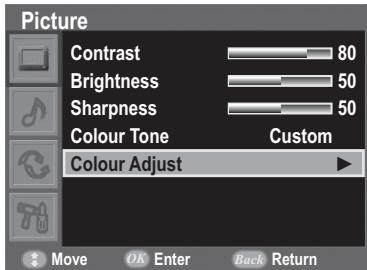 Picture
Contrast 80
Brightness 50
Sharpness 50
Colour Tone Custom
Colour Adjust ►
Move OK Enter Back Return